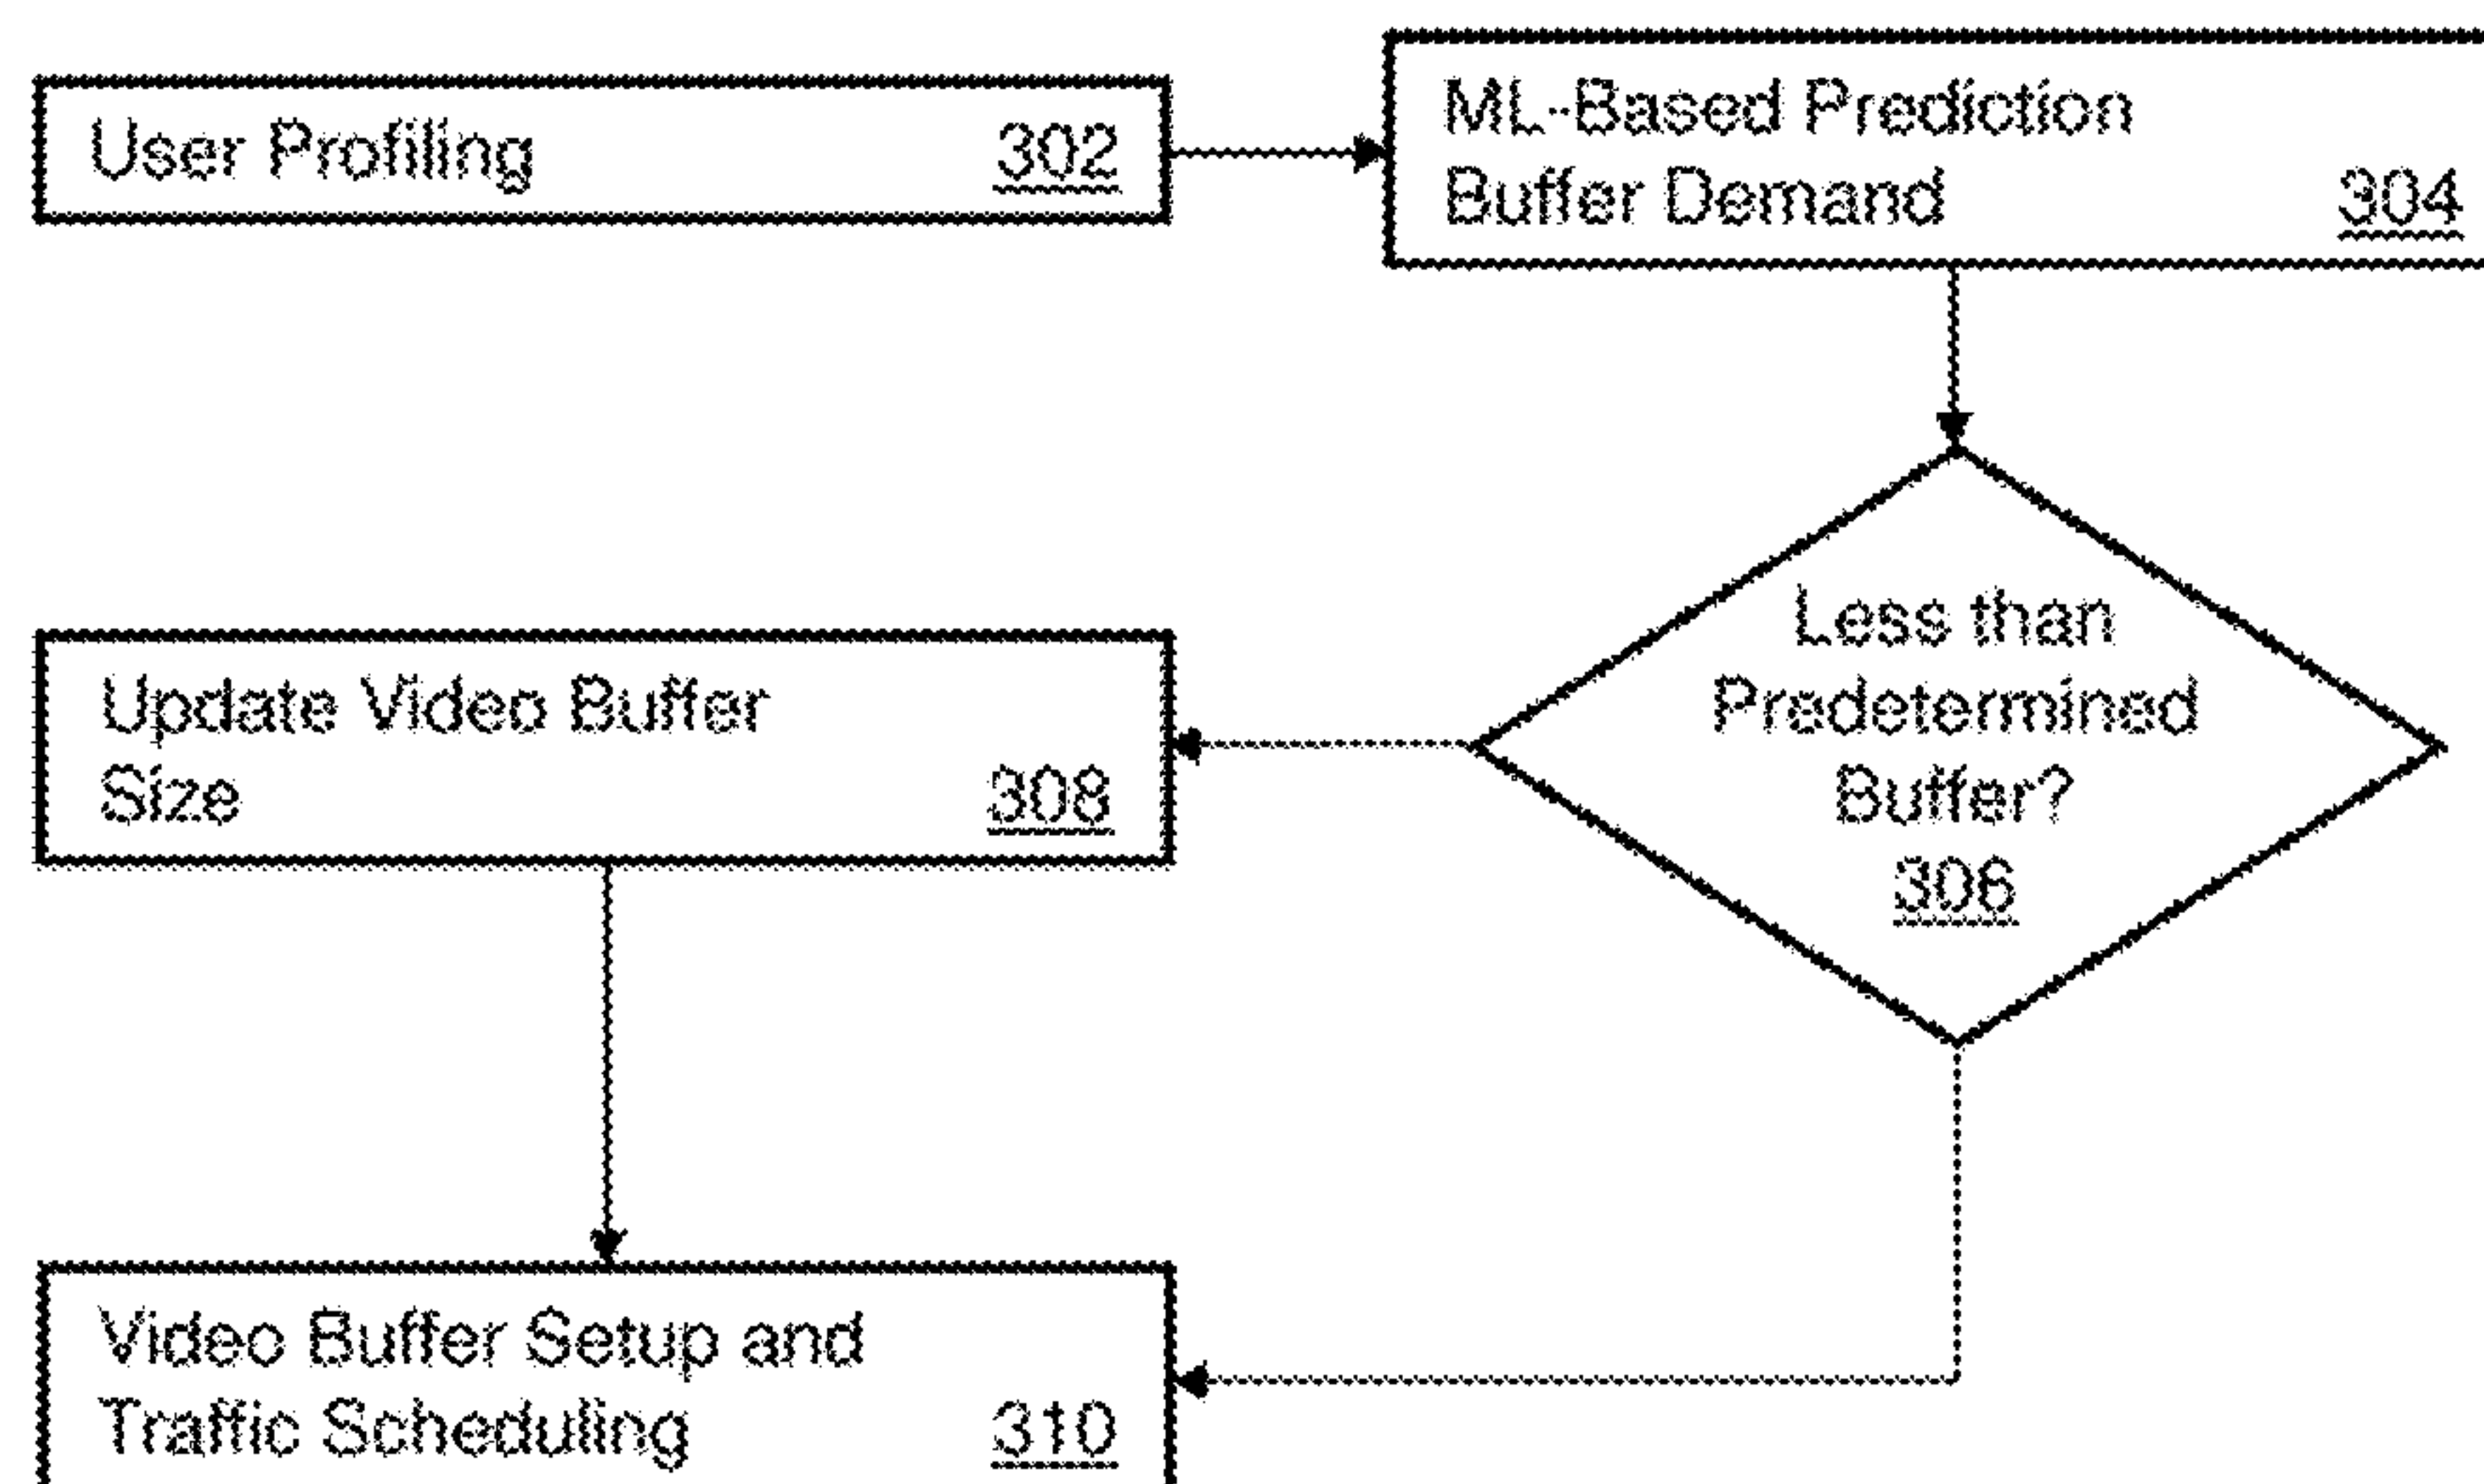 User Profiling 302
ML-Based Prediction
Buffer Demand 304
Less than
Predetermined
Buffer?
306
Update Video Buffer
Size 308
Video Buffer Setup and
Traffic Scheduling 310